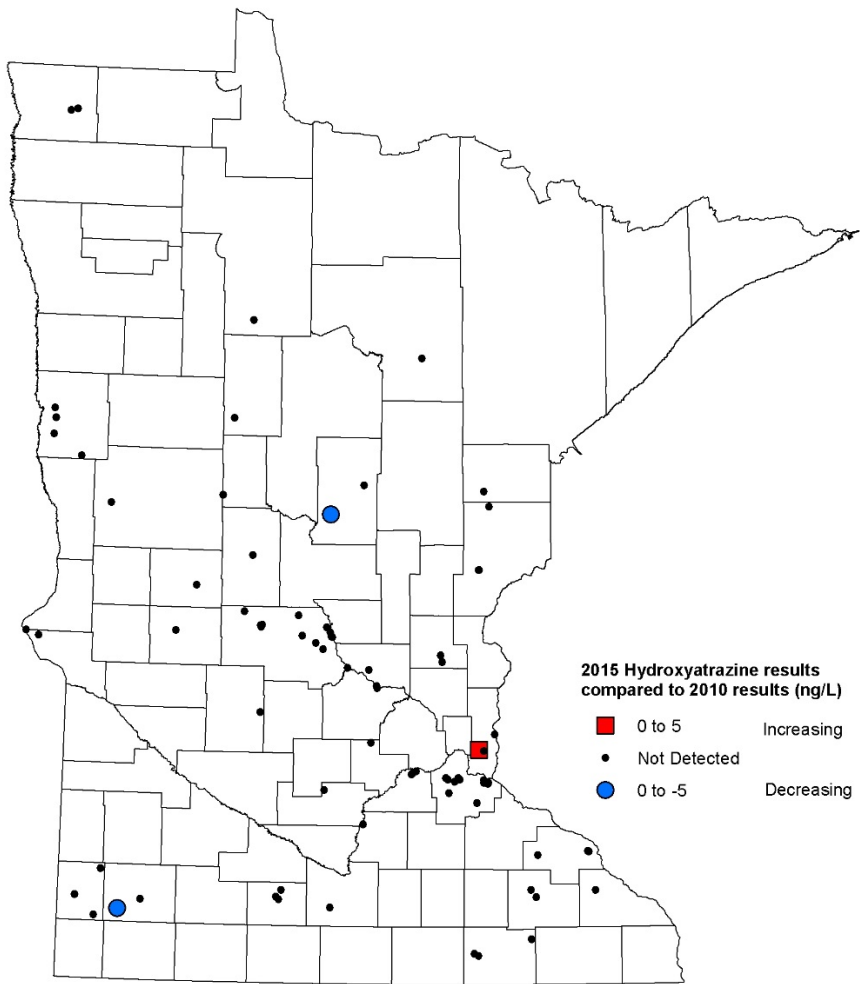 2015 Hydroxyatrazine results
compared to 2010 results (ng/L)
0 to 5 Increasing
Not Detected
0 to -5 Decreasing